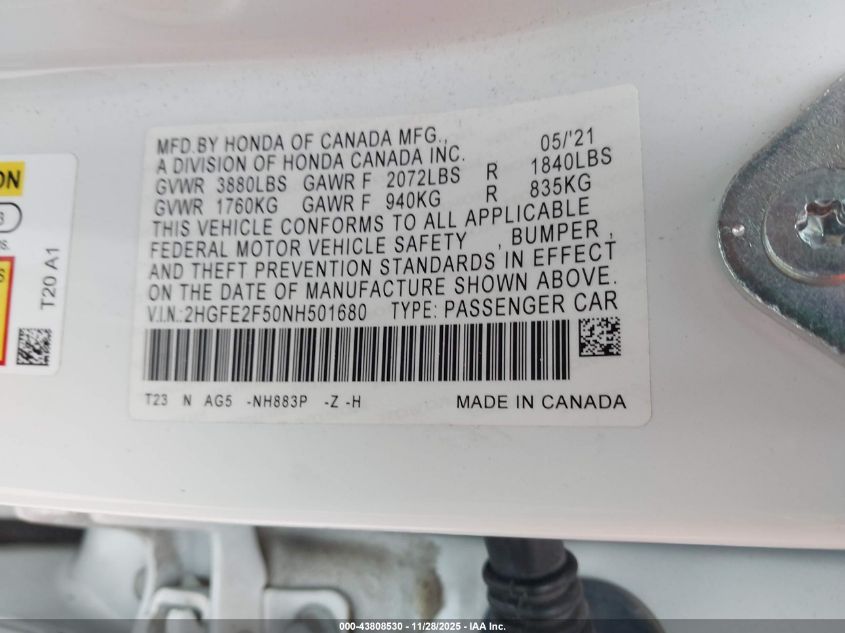 MFD.BY HONDA OF CANADA MFG., 05/'21
A DIVISION OF HONDA CANADA INC.
GVWR 3880LBS GAWR F 2072LBS R 1840LBS
GVWR 1760KG GAWR F 940KG R 835KG
THIS VEHICLE CONFORMS TO ALL APPLICABLE
FEDERAL MOTOR VEHICLE SAFETY , BUMPER ,
AND THEFT PREVENTION STANDARDS IN EFFECT
ON THE DATE OF MANUFACTURE SHOWN ABOVE.
V.I.N.:2HGFE2F50NH501680 TYPE: PASSENGER CAR
T23 N AG5 -NH883P -Z -H MADE IN CANADA
T20 A1
000-43808530 - 11/28/2025 - IAA Inc.